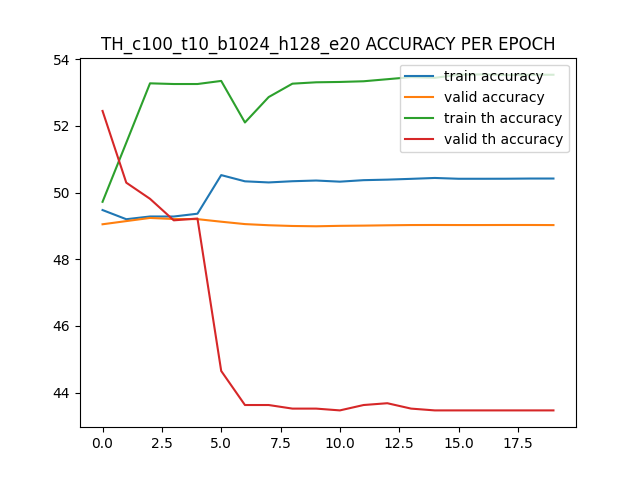 TH_c100_t10_b1024_h128_e20 ACCURACY PER EPOCH
54
52
50
48
46
44
train accuracy
valid accuracy
train th accuracy
valid th accuracy
0.0 2.5 5.0 7.5 10.0 12.5 15.0 17.5